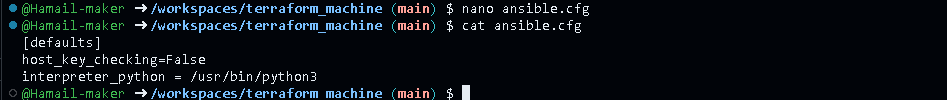 @Hamail-maker ➜/workspaces/terraform_machine (main) $ nano ansible.cfg
@Hamail-maker ➜/workspaces/terraform_machine (main) $ cat ansible.cfg
[defaults]
host_key_checking=False
interpreter_python = /usr/bin/python3
@Hamail-maker ➜/workspaces/terraform_machine (main) $